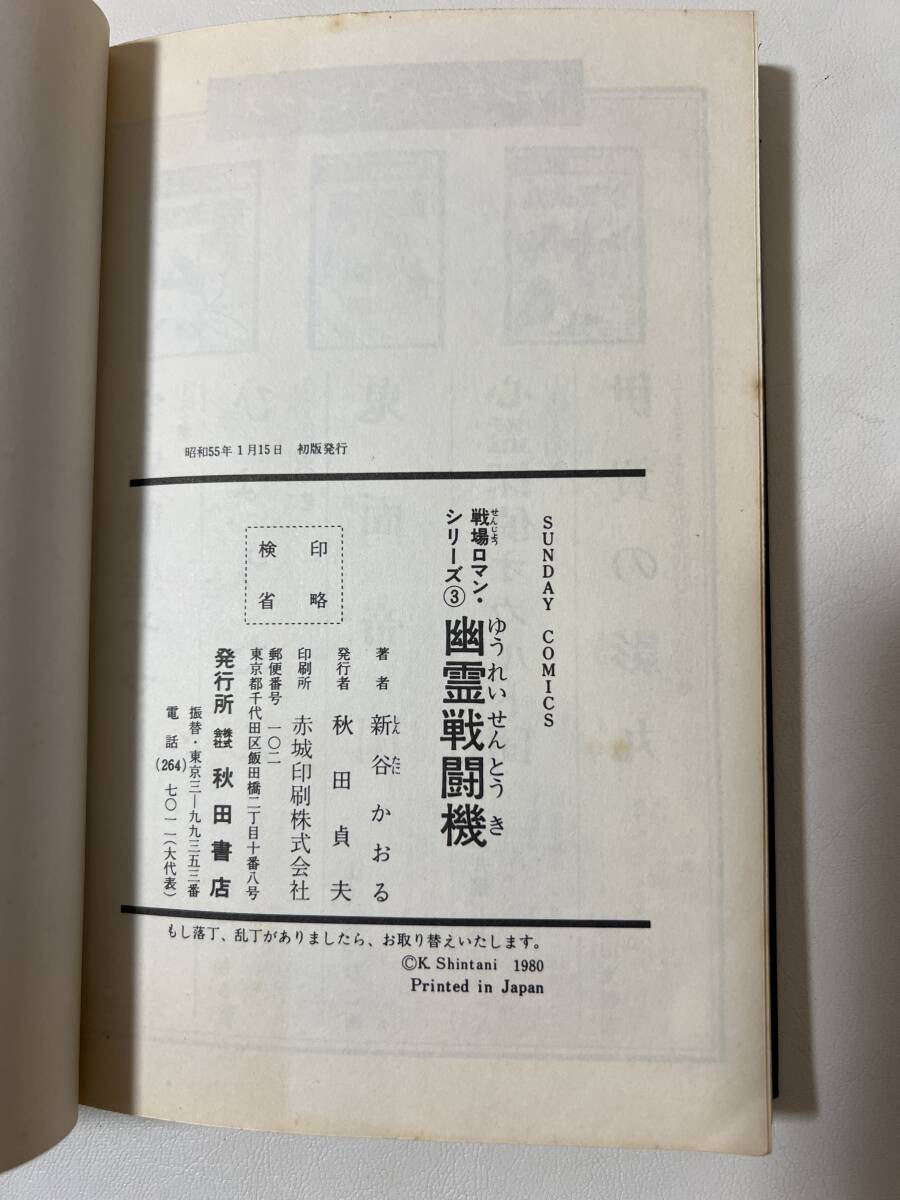 昭和55年1月15日　初版発行
SUNDAY COMICS
戦場ロマン・
せんじょう
シリーズ③
幽霊戦闘機
ゆうれいせんとうき
著者　新谷かおる
しんたに
発行者　秋田貞夫
印刷所　赤城印刷株式会社
郵便番号　一〇二
東京都千代田区飯田橋二丁目十番八号
発行所　株式会社　秋田書店
振替・東京三―九九三五三番
電話(264)七〇一一(大代表)
検印
省略
もし落丁、乱丁がありましたら、お取り替えいたします。
©K. Shintani 1980
Printed in Japan